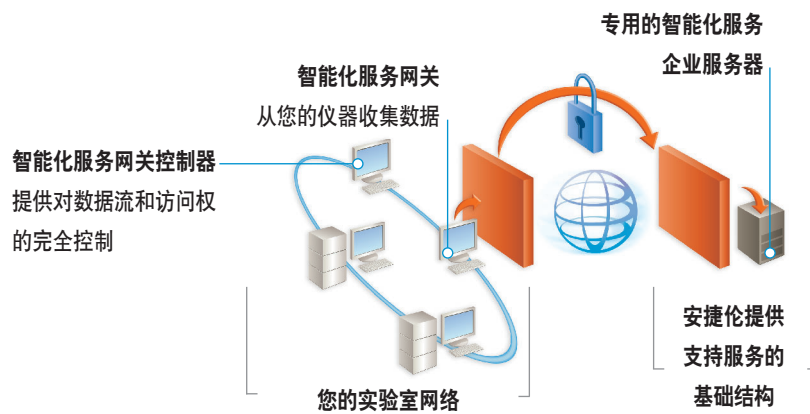 专用的智能化服务
企业服务器
智能化服务网关
从您的仪器收集数据
智能化服务网关控制器
提供对数据流和访问权
的完全控制
您的实验室网络
安捷伦提供
支持服务的
基础结构